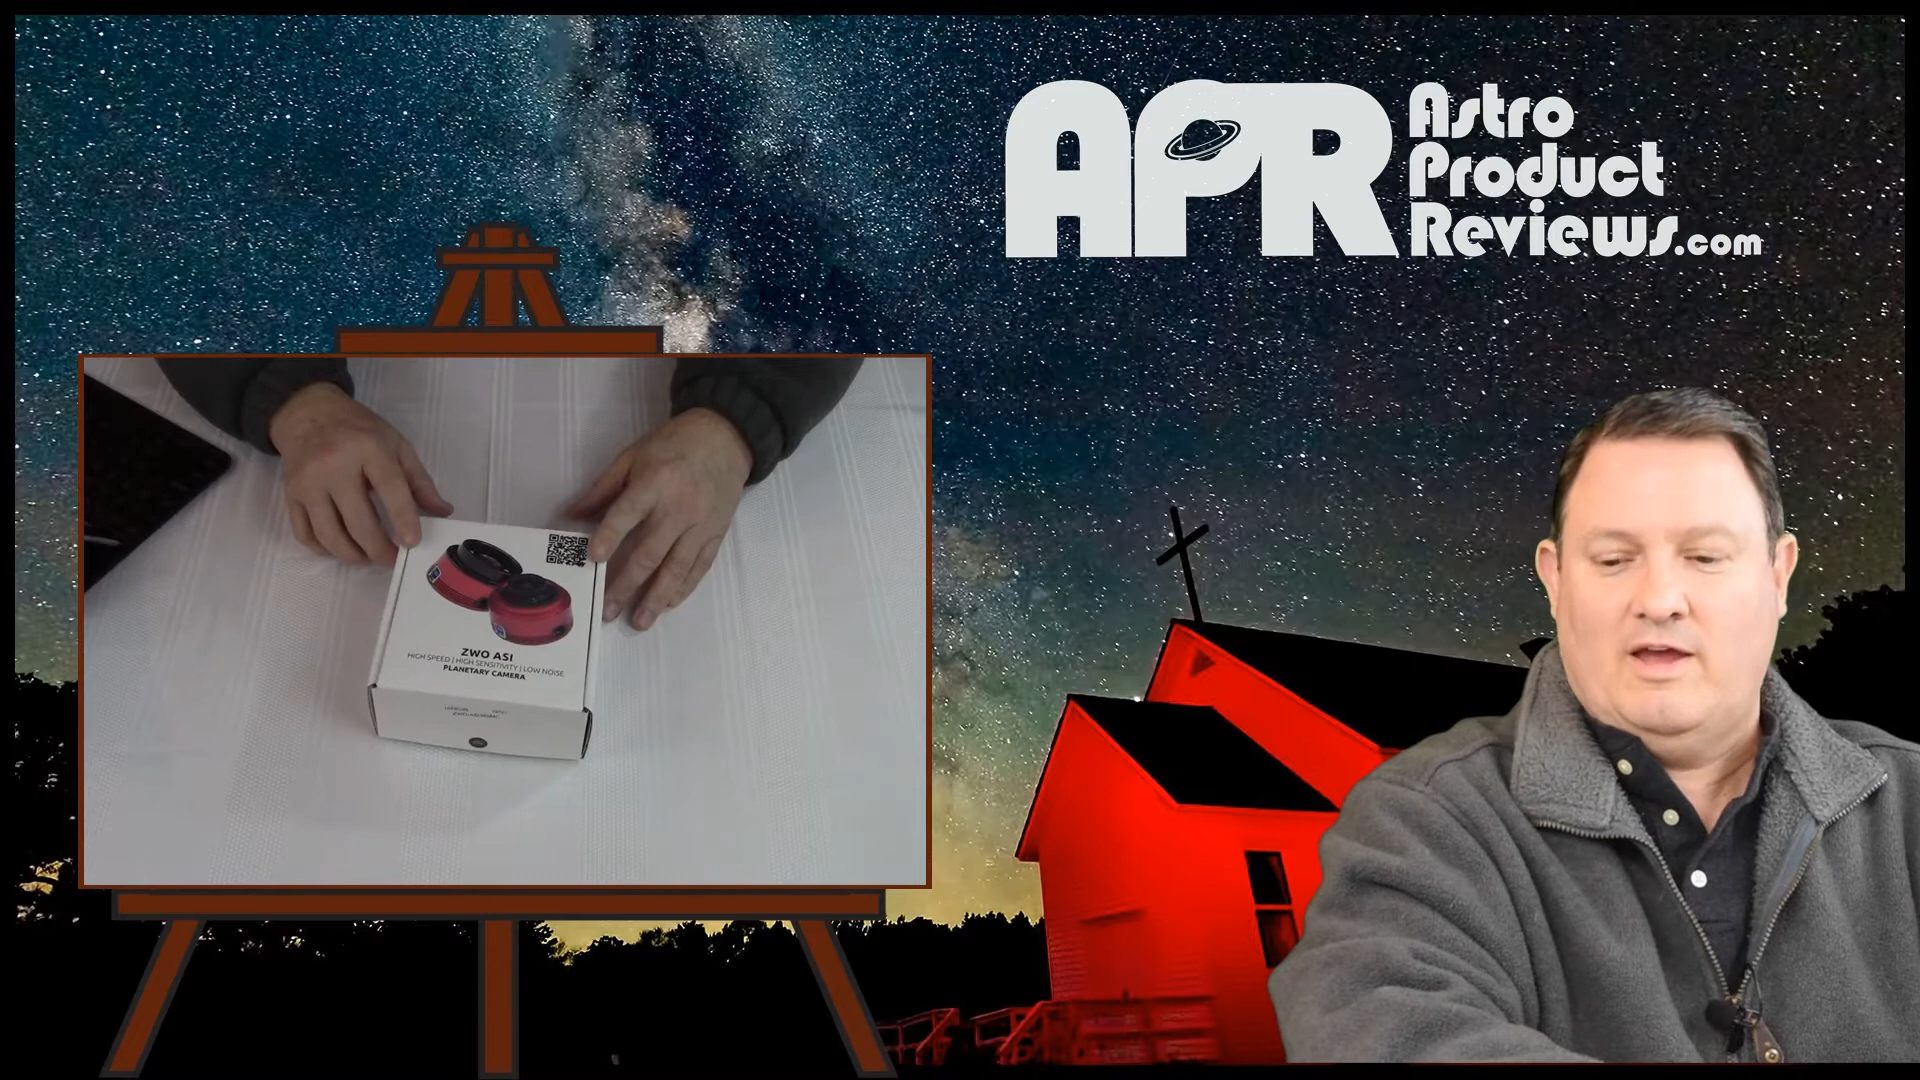 APR
Astro
Product
Reviews.com
ZWO ASI
HIGH SPEED | HIGH SENSITIVITY | LOW NOISE
PLANETARY CAMERA